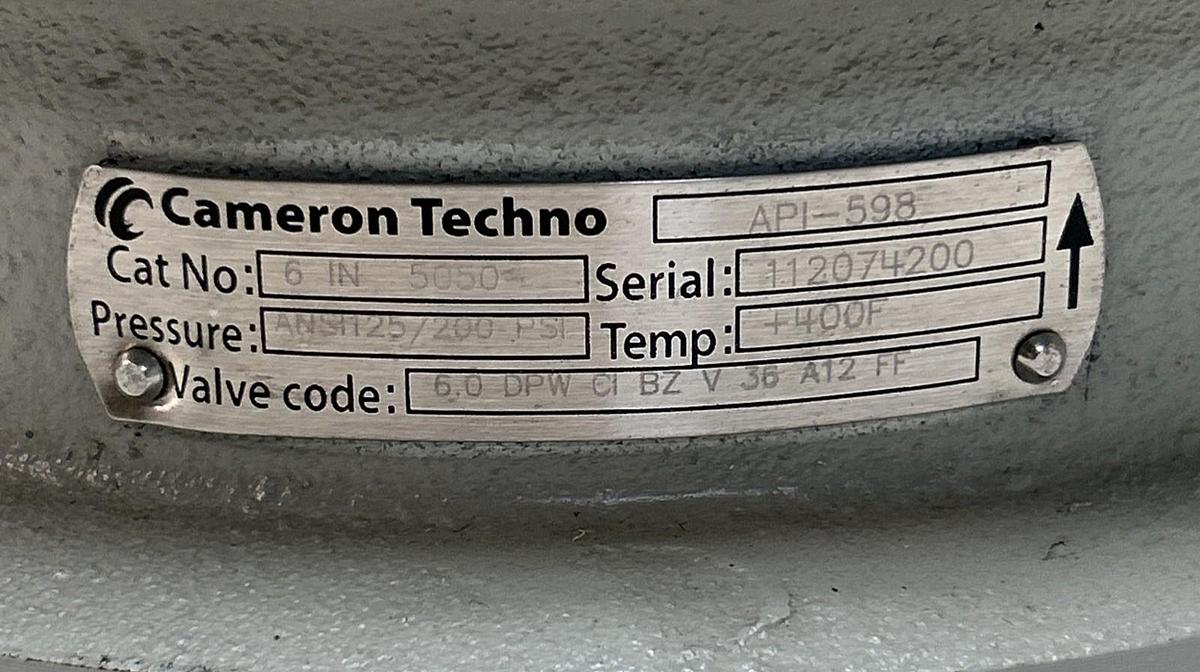 Cameron Techno API-598
Cat No: 6 IN 5050 Serial: 112074200
Pressure: ANSI125/200 PSI Temp: +400F
Valve code: 6.0 DPW CI BZ V 36 A12 FF